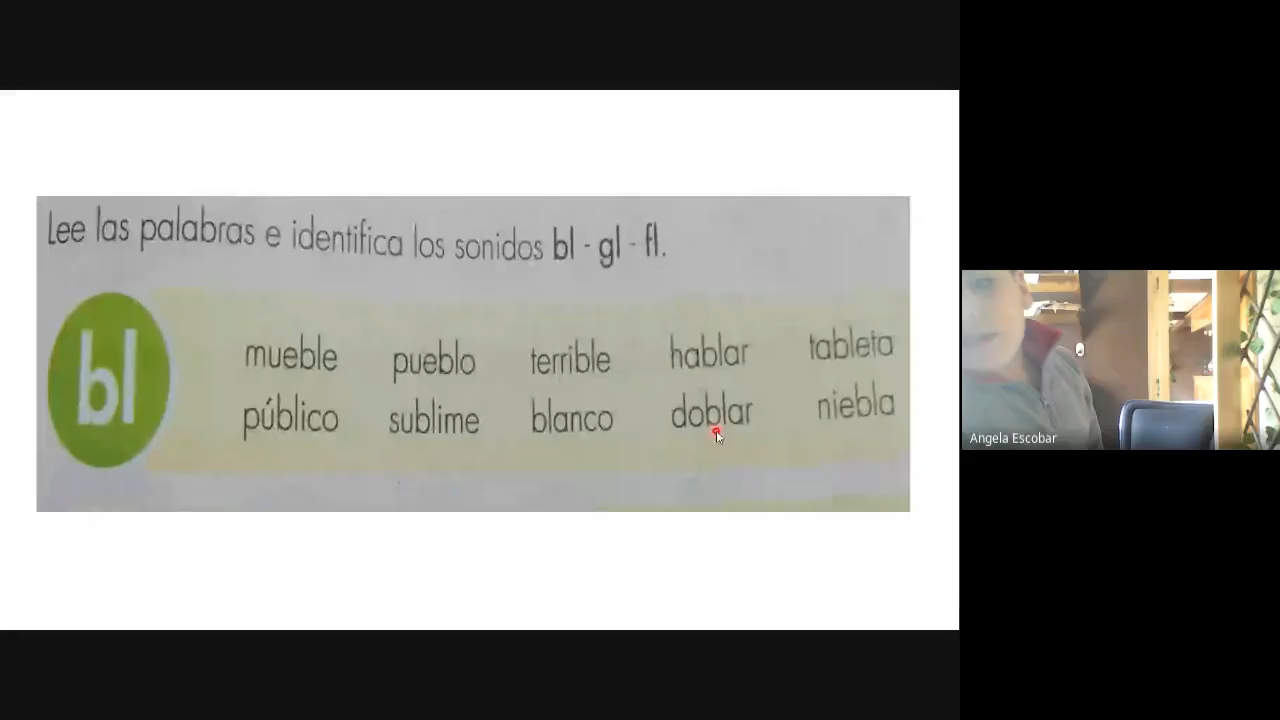 Lee las palabras e identifica los sonidos bl - gl - fl.
bl
mueble pueblo terrible hablar tableta
público sublime blanco doblar niebla
Angela Escobar